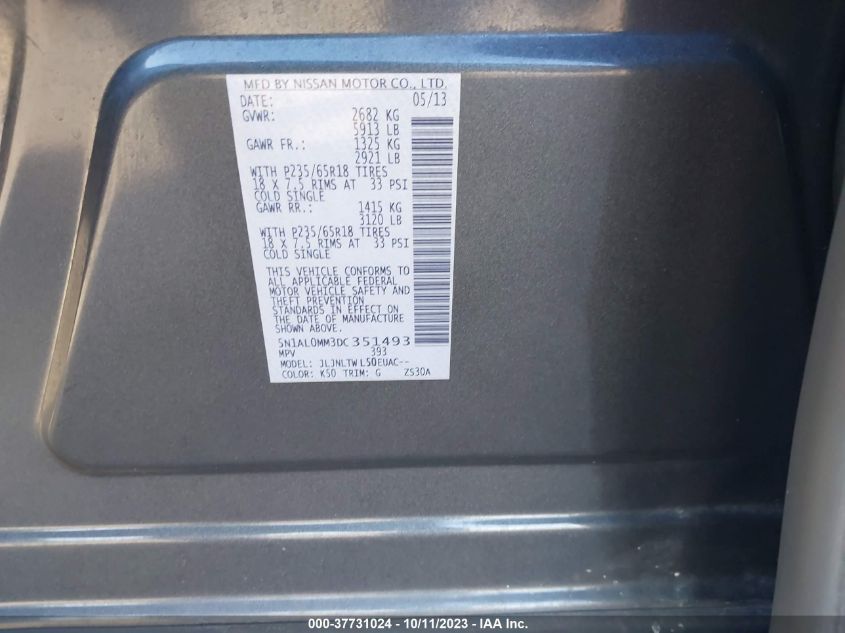 MFD BY NISSAN MOTOR CO., LTD.
DATE: 05/13
GVWR: 2682 KG
5913 LB
GAWR FR.: 1325 KG
2921 LB
WITH P235/65R18 TIRES
18 X 7.5 RIMS AT 33 PSI
COLD SINGLE
GAWR RR.: 1415 KG
3120 LB
WITH P235/65R18 TIRES
18 X 7.5 RIMS AT 33 PSI
COLD SINGLE
THIS VEHICLE CONFORMS TO
ALL APPLICABLE FEDERAL
MOTOR VEHICLE SAFETY AND
THEFT PREVENTION
STANDARDS IN EFFECT ON
THE DATE OF MANUFACTURE
SHOWN ABOVE.
5N1AL0MM3DC351493
MPV 393
MODEL: JLJNLTWL50EUAC--
COLOR: K50 TRIM: G ZS30A
000-37731024 - 10/11/2023 - IAA Inc.